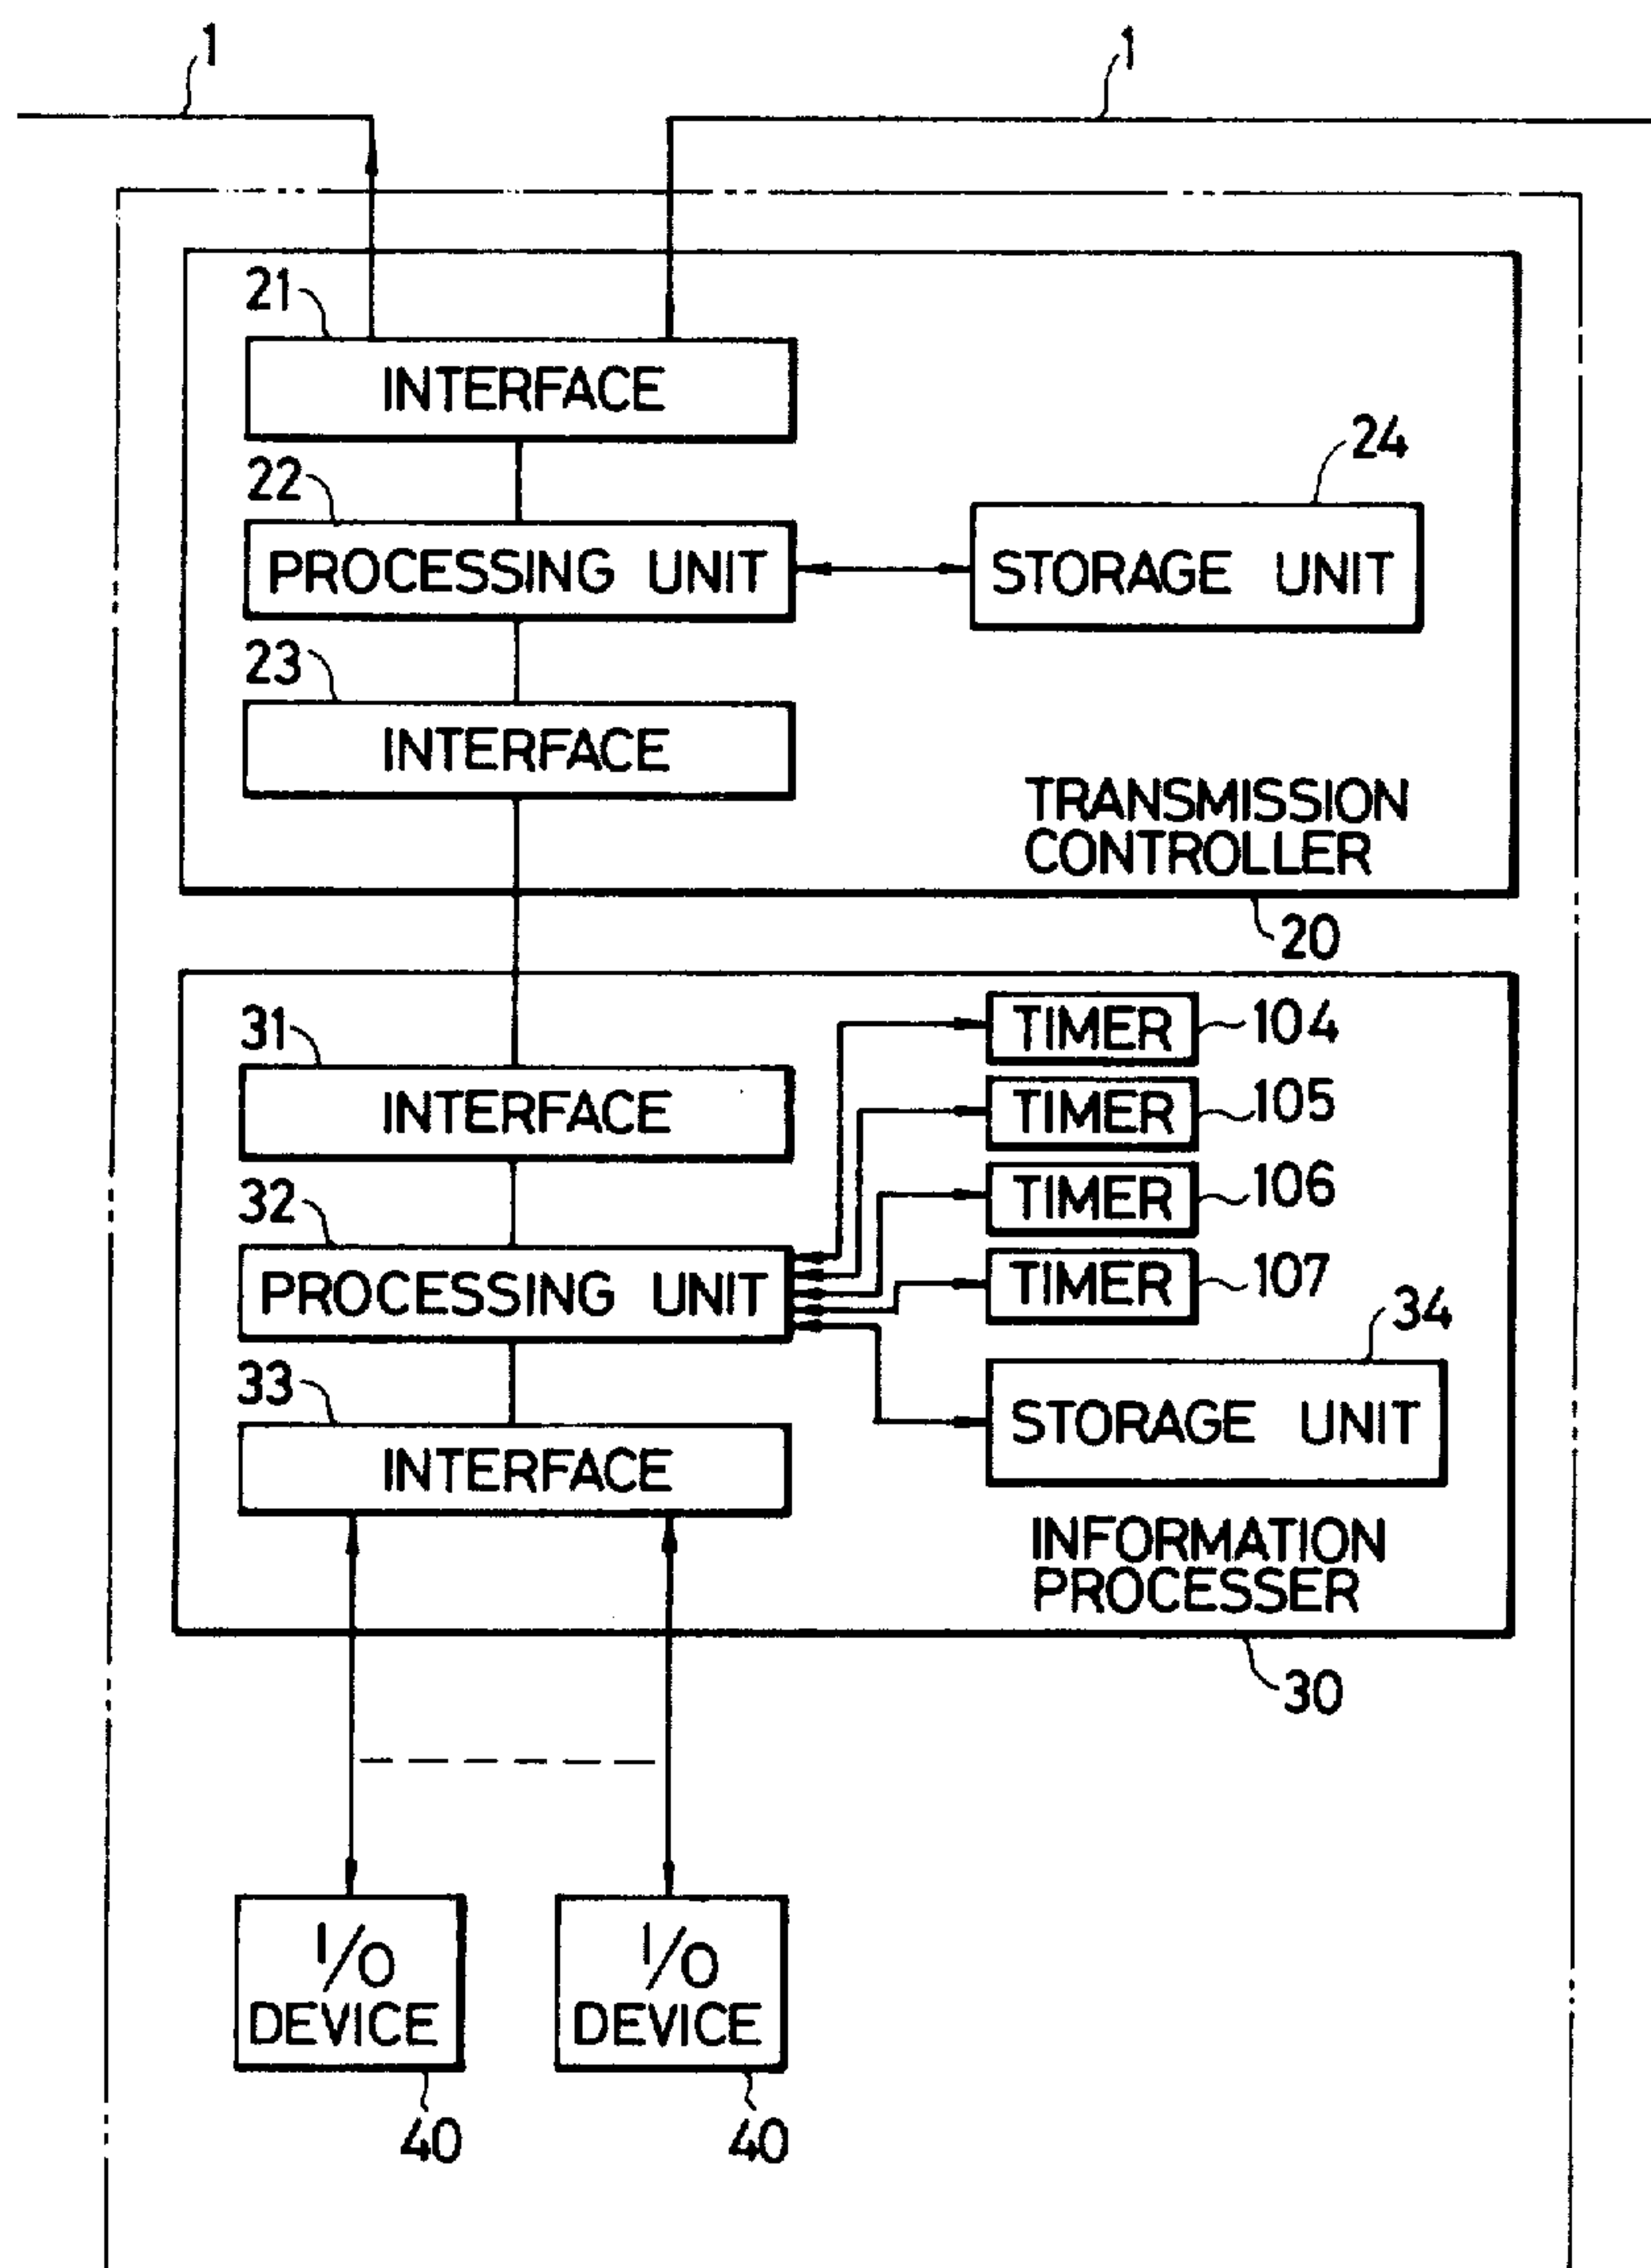 1
1
21
INTERFACE
22
24
PROCESSING UNIT
STORAGE UNIT
23
INTERFACE
TRANSMISSION
CONTROLLER
20
31
TIMER
104
INTERFACE
TIMER
105
TIMER
106
32
PROCESSING UNIT
TIMER
107
34
33
STORAGE UNIT
INTERFACE
INFORMATION
PROCESSER
30
I/O
DEVICE
I/O
DEVICE
40
40